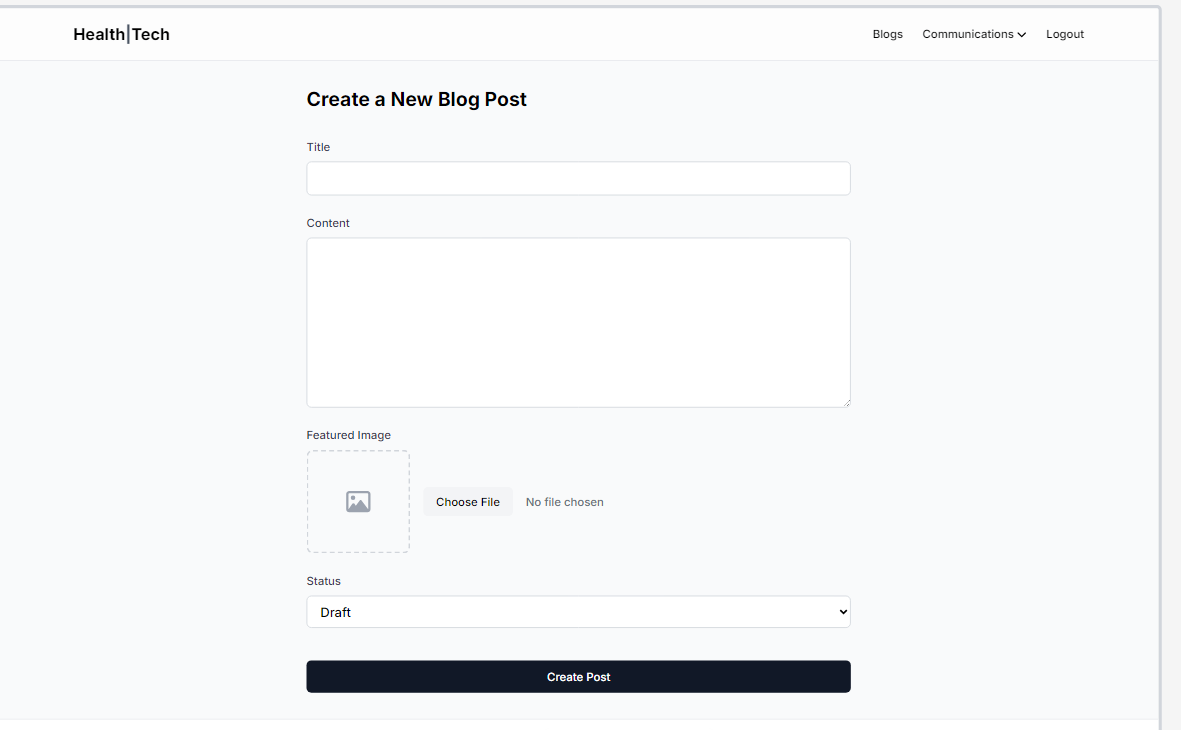 Health|Tech
Blogs Communications Logout
Create a New Blog Post
Title
Content
Featured Image
Choose File No file chosen
Status
Draft
Create Post